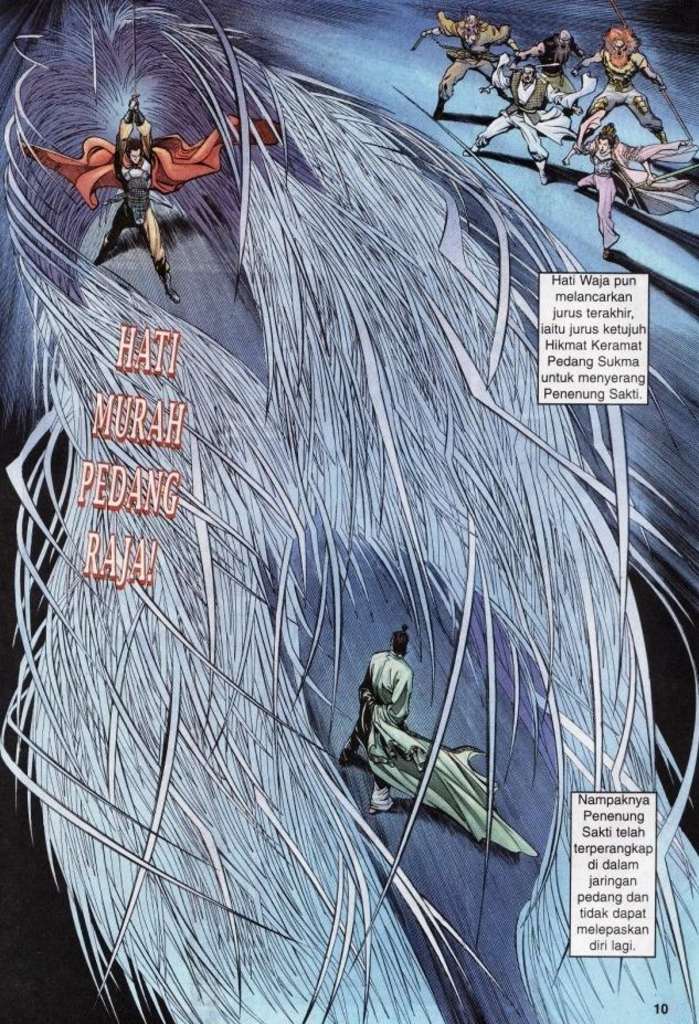 Hati Waja pun
melancarkan
jurus terakhir,
iaitu jurus ketujuh
Hikmat Keramat
Pedang Sukma
untuk menyerang
Penenung Sakti.
HATI
MURAH
PEDANG
RAJA!
Nampaknya
Penenung
Sakti telah
terperangkap
di dalam
jaringan
pedang dan
tidak dapat
melepaskan
diri lagi.
10